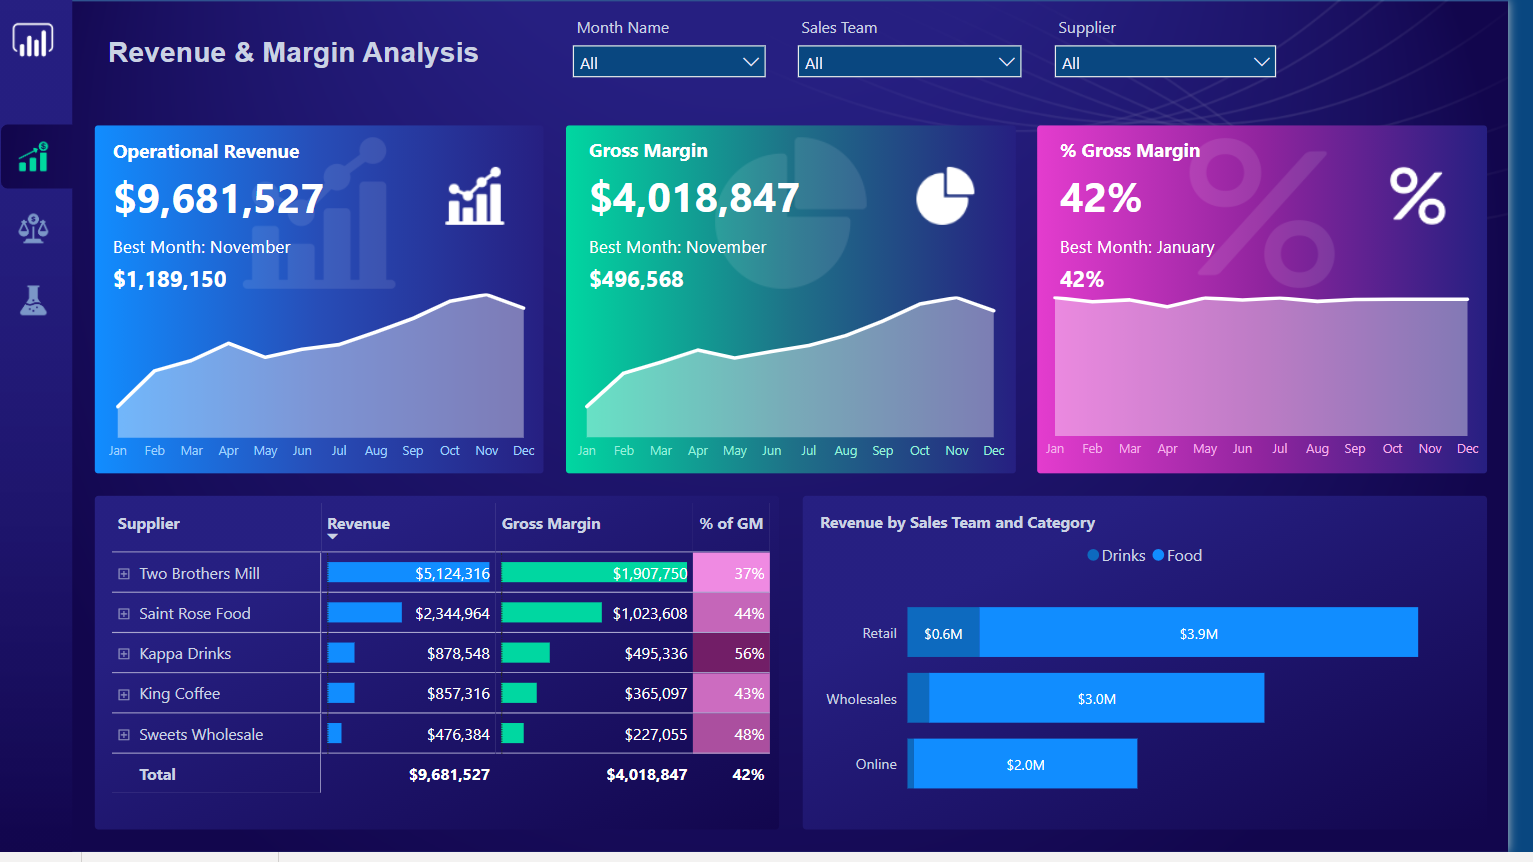 Revenue & Margin Analysis
Month Name
Sales Team
Supplier
All
All
All
Operational Revenue
$9,681,527
Best Month: November
$1,189,150
Jan Feb Mar Apr May Jun Jul Aug Sep Oct Nov Dec
Gross Margin
$4,018,847
Best Month: November
$496,568
Jan Feb Mar Apr May Jun Jul Aug Sep Oct Nov Dec
% Gross Margin
42%
Best Month: January
42%
Jan Feb Mar Apr May Jun Jul Aug Sep Oct Nov Dec
Supplier Revenue Gross Margin % of GM
Two Brothers Mill $5,124,316 $1,907,750 37%
Saint Rose Food $2,344,964 $1,023,608 44%
Kappa Drinks $878,548 $495,336 56%
King Coffee $857,316 $365,097 43%
Sweets Wholesale $476,384 $227,055 48%
Total $9,681,527 $4,018,847 42%
Revenue by Sales Team and Category
Drinks Food
Retail $0.6M $3.9M
Wholesales $3.0M
Online $2.0M